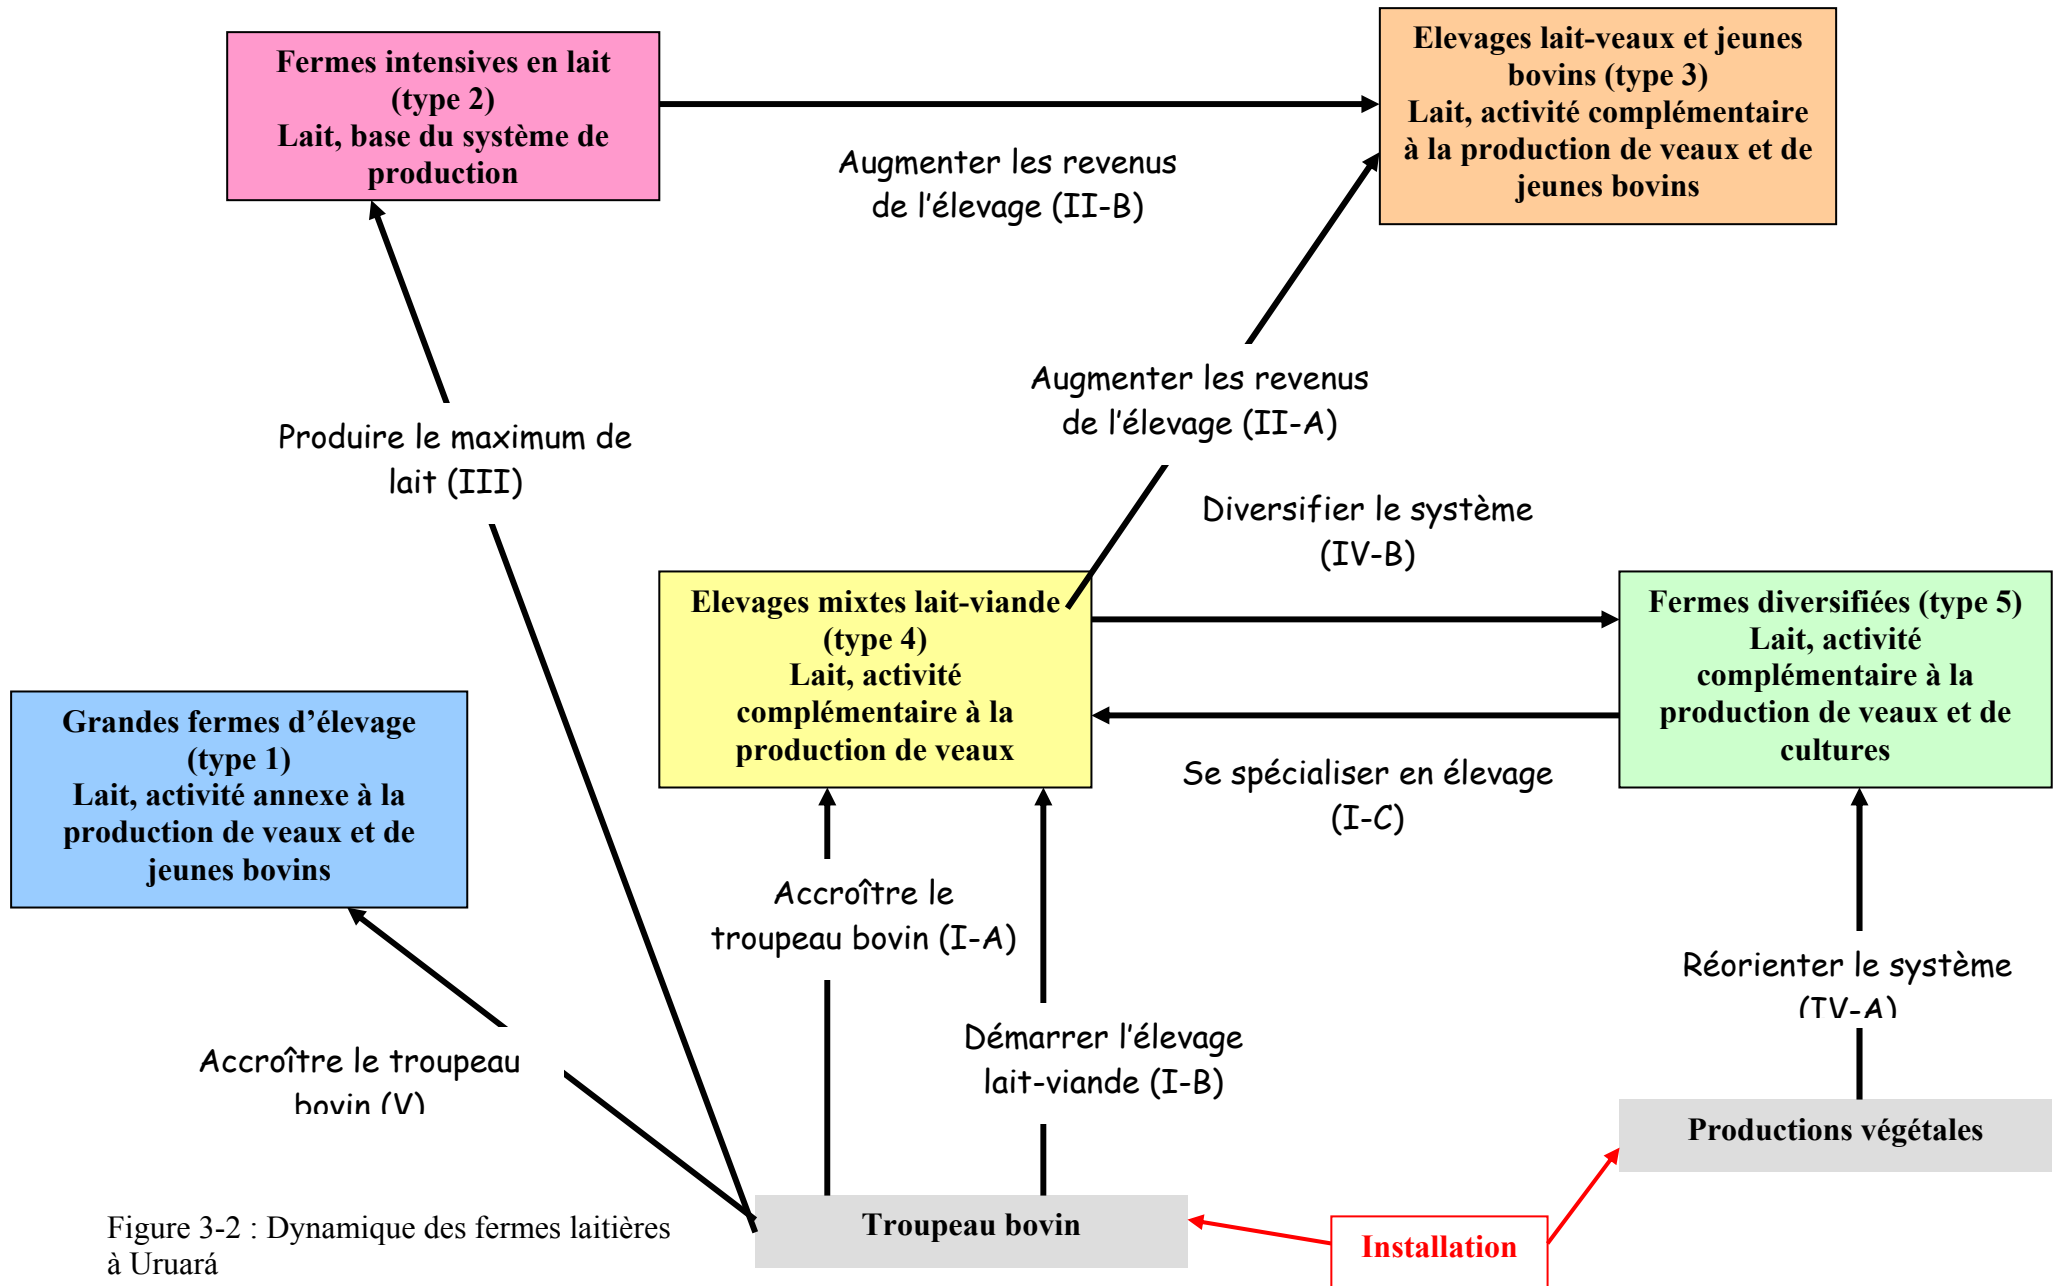 Fermes intensives en lait
(type 2)
Lait, base du système de
production
Elevages lait-veaux et jeunes
bovins (type 3)
Lait, activité complémentaire
à la production de veaux et de
jeunes bovins
Augmenter les revenus
de l’élevage (II-B)
Augmenter les revenus
de l’élevage (II-A)
Produire le maximum de
lait (III)
Diversifier le système
(IV-B)
Elevages mixtes lait-viande
(type 4)
Lait, activité
complémentaire à la
production de veaux
Fermes diversifiées (type 5)
Lait, activité
complémentaire à la
production de veaux et de
cultures
Grandes fermes d’élevage
(type 1)
Lait, activité annexe à la
production de veaux et de
jeunes bovins
Se spécialiser en élevage
(I-C)
Accroître le
troupeau bovin (I-A)
Réorienter le système
(IV-A)
Démarrer l’élevage
lait-viande (I-B)
Accroître le troupeau
bovin (V)
Productions végétales
Troupeau bovin
Installation
Figure 3-2 : Dynamique des fermes laitières
à Uruará